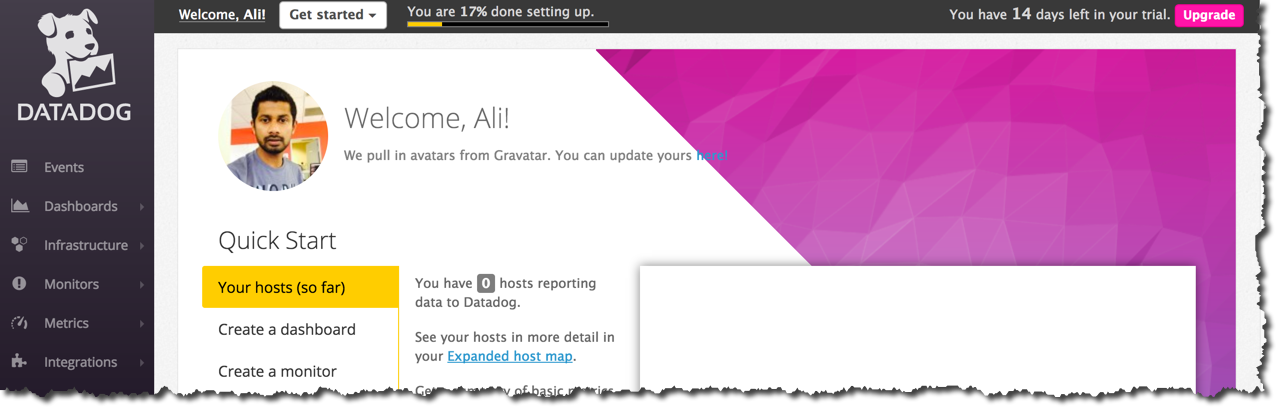 Welcome, Ali!
Get started
You are 17% done setting up.
You have 14 days left in your trial.
Upgrade
DATADOG
Events
Dashboards
Infrastructure
Monitors
Metrics
Integrations
Welcome, Ali!
We pull in avatars from Gravatar. You can update yours here!
Quick Start
Your hosts (so far)
Create a dashboard
Create a monitor
You have 0 hosts reporting
data to Datadog.
See your hosts in more detail in
your Expanded host map.
of basic metrics